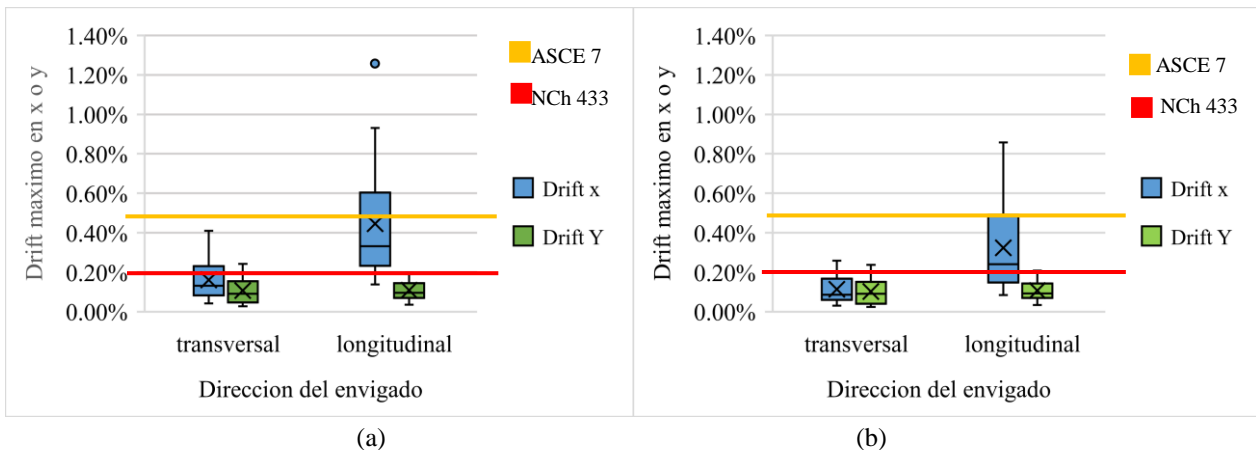 1.40%
1.20%
1.00%
0.80%
0.60%
0.40%
0.20%
0.00%
Drift maximo en x o y
transversal
longitudinal
Direccion del envigado
ASCE 7
NCh 433
Drift x
Drift Y
(a)
1.40%
1.20%
1.00%
0.80%
0.60%
0.40%
0.20%
0.00%
Drift maximo en x o y
transversal
longitudinal
Direccion del envigado
ASCE 7
NCh 433
Drift x
Drift Y
(b)